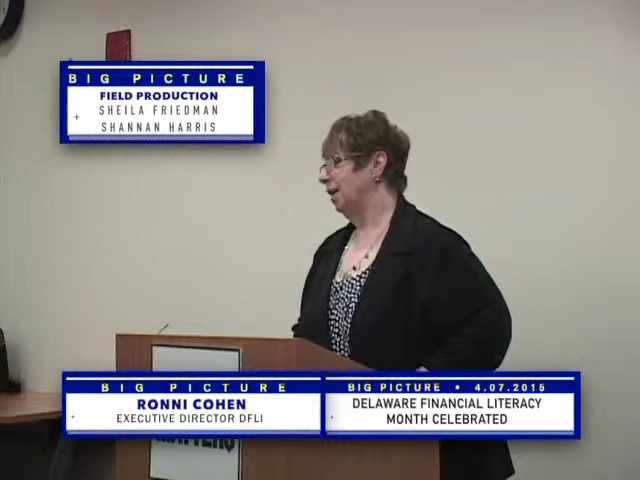 BIG PICTURE
FIELD PRODUCTION
SHEILA FRIEDMAN
SHANNAN HARRIS
BIG PICTURE
RONNI COHEN
EXECUTIVE DIRECTOR DFLI
BIG PICTURE • 4.07.2015
DELAWARE FINANCIAL LITERACY
MONTH CELEBRATED